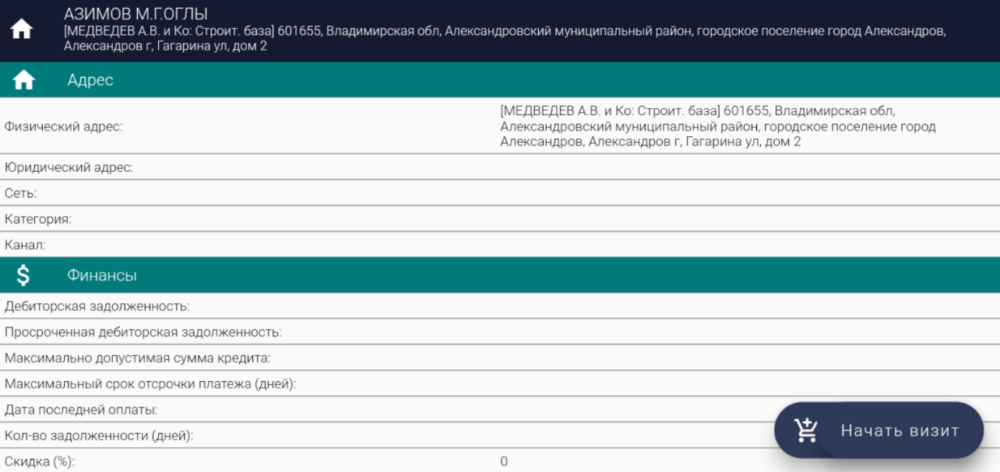 АЗИМОВ М.Г.ОГЛЫ
[МЕДВЕДЕВ А.В. и Ко: Строит. база] 601655, Владимирская обл, Александровский муниципальный район, городское поселение город Александров,
Александров г, Гагарина ул, дом 2
Адрес
Физический адрес:
[МЕДВЕДЕВ А.В. и Ко: Строит. база] 601655, Владимирская обл,
Александровский муниципальный район, городское поселение город
Александров, Александров г, Гагарина ул, дом 2
Юридический адрес:
Сеть:
Категория:
Канал:
Финансы
Дебиторская задолженность:
Просроченная дебиторская задолженность:
Максимально допустимая сумма кредита:
Максимальный срок отсрочки платежа (дней):
Дата последней оплаты:
Кол-во задолженности (дней):
Начать визит
Скидка (%): 0